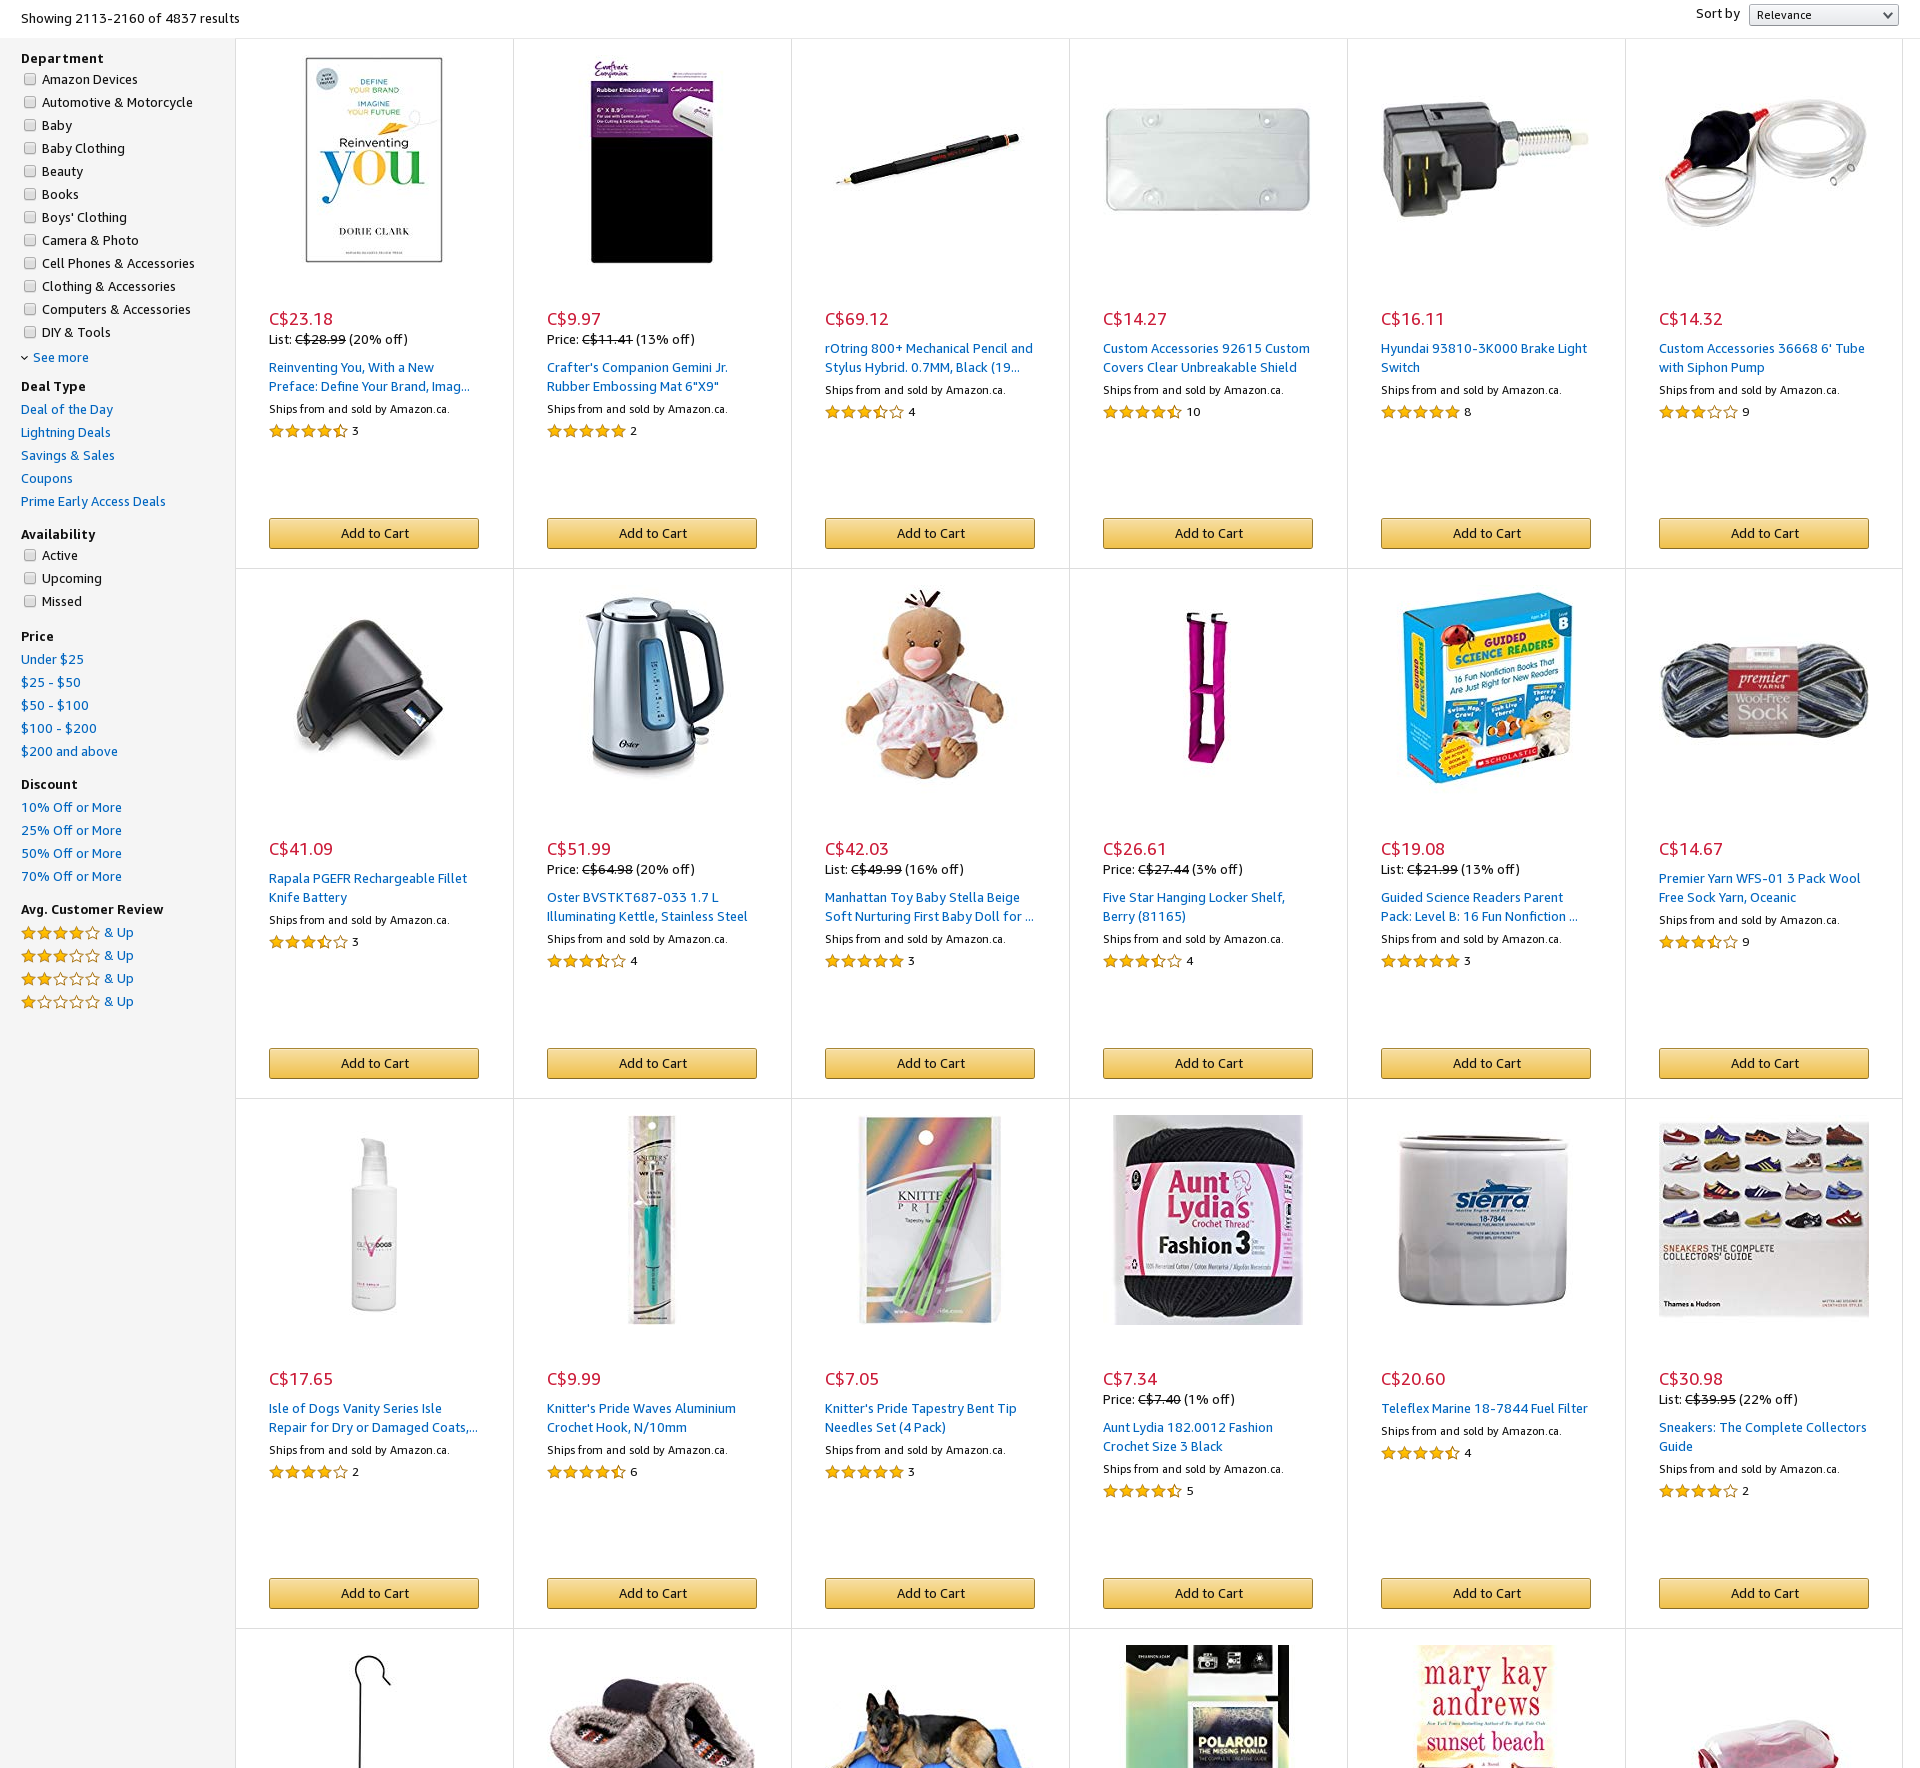 Showing 2113-2160 of 4837 results
Sort by Relevance
Department
Amazon Devices
Automotive & Motorcycle
Baby
Baby Clothing
Beauty
Books
Boys' Clothing
Camera & Photo
Cell Phones & Accessories
Clothing & Accessories
Computers & Accessories
DIY & Tools
See more
Deal Type
Deal of the Day
Lightning Deals
Savings & Sales
Coupons
Prime Early Access Deals
Availability
Active
Upcoming
Missed
Price
Under $25
$25 - $50
$50 - $100
$100 - $200
$200 and above
Discount
10% Off or More
25% Off or More
50% Off or More
70% Off or More
Avg. Customer Review
& Up
& Up
& Up
& Up
DEFINE
YOUR BRAND
IMAGINE
YOUR FUTURE
Reinventing
you
DORIE CLARK
C$23.18
List: C$28.99 (20% off)
Reinventing You, With a New
Preface: Define Your Brand, Imag...
Ships from and sold by Amazon.ca.
3
Add to Cart
Crafter's
Companion
Rubber Embossing Mat
6" X 8.9"
C$9.97
Price: C$11.41 (13% off)
Crafter's Companion Gemini Jr.
Rubber Embossing Mat 6"X9"
Ships from and sold by Amazon.ca.
2
Add to Cart
C$69.12
rOtring 800+ Mechanical Pencil and
Stylus Hybrid. 0.7MM, Black (19...
Ships from and sold by Amazon.ca.
4
Add to Cart
C$14.27
Custom Accessories 92615 Custom
Covers Clear Unbreakable Shield
Ships from and sold by Amazon.ca.
10
Add to Cart
C$16.11
Hyundai 93810-3K000 Brake Light
Switch
Ships from and sold by Amazon.ca.
8
Add to Cart
C$14.32
Custom Accessories 36668 6' Tube
with Siphon Pump
Ships from and sold by Amazon.ca.
9
Add to Cart
C$41.09
Rapala PGEFR Rechargeable Fillet
Knife Battery
Ships from and sold by Amazon.ca.
3
Add to Cart
Oster
C$51.99
Price: C$64.98 (20% off)
Oster BVSTKT687-033 1.7 L
Illuminating Kettle, Stainless Steel
Ships from and sold by Amazon.ca.
4
Add to Cart
C$42.03
List: C$49.99 (16% off)
Manhattan Toy Baby Stella Beige
Soft Nurturing First Baby Doll for ...
Ships from and sold by Amazon.ca.
3
Add to Cart
C$26.61
Price: C$27.44 (3% off)
Five Star Hanging Locker Shelf,
Berry (81165)
Ships from and sold by Amazon.ca.
4
Add to Cart
Level
B
GUIDED
SCIENCE READERS
16 Fun Nonfiction Books That
Are Just Right for New Readers
GUIDED
SCIENCE READERS
SCHOLASTIC
C$19.08
List: C$21.99 (13% off)
Guided Science Readers Parent
Pack: Level B: 16 Fun Nonfiction ...
Ships from and sold by Amazon.ca.
3
Add to Cart
premier
YARNS
Wool-Free
Sock
C$14.67
Premier Yarn WFS-01 3 Pack Wool
Free Sock Yarn, Oceanic
Ships from and sold by Amazon.ca.
9
Add to Cart
C$17.65
Isle of Dogs Vanity Series Isle
Repair for Dry or Damaged Coats,...
Ships from and sold by Amazon.ca.
2
Add to Cart
C$9.99
Knitter's Pride Waves Aluminium
Crochet Hook, N/10mm
Ships from and sold by Amazon.ca.
6
Add to Cart
C$7.05
Knitter's Pride Tapestry Bent Tip
Needles Set (4 Pack)
Ships from and sold by Amazon.ca.
3
Add to Cart
Aunt
Lydia's
Crochet Thread
Fashion 3
C$7.34
Price: C$7.40 (1% off)
Aunt Lydia 182.0012 Fashion
Crochet Size 3 Black
Ships from and sold by Amazon.ca.
5
Add to Cart
Sierra
18-7844
C$20.60
Teleflex Marine 18-7844 Fuel Filter
Ships from and sold by Amazon.ca.
4
Add to Cart
SNEAKERS THE COMPLETE
COLLECTORS' GUIDE
Thames & Hudson
C$30.98
List: C$39.95 (22% off)
Sneakers: The Complete Collectors
Guide
Ships from and sold by Amazon.ca.
2
Add to Cart
RHIANNON ADAM
POLAROID
THE MISSING MANUAL
THE COMPLETE CREATIVE GUIDE
mary kay
andrews
sunset beach